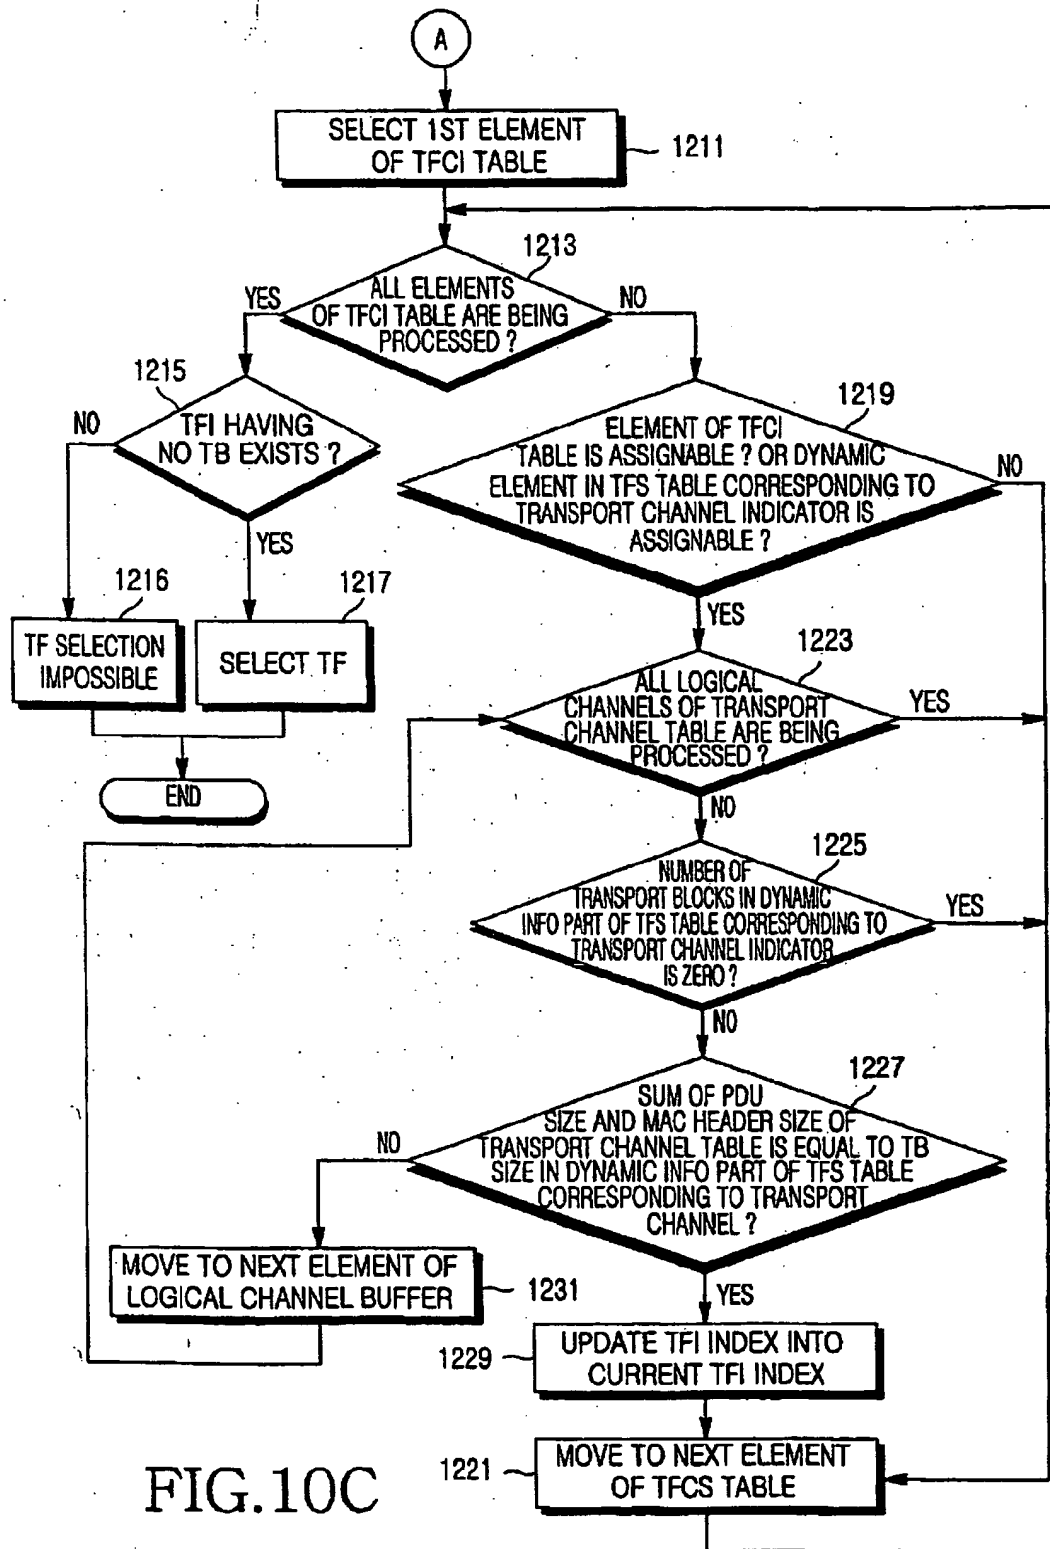 A
SELECT 1ST ELEMENT
OF TFCI TABLE
1211
1213
ALL ELEMENTS
OF TFCI TABLE ARE BEING
PROCESSED ?
YES
NO
1215
TFI HAVING
NO TB EXISTS ?
NO
YES
1219
ELEMENT OF TFCI
TABLE IS ASSIGNABLE ? OR DYNAMIC
ELEMENT IN TFS TABLE CORRESPONDING TO
TRANSPORT CHANNEL INDICATOR IS
ASSIGNABLE ?
NO
YES
1216
TF SELECTION
IMPOSSIBLE
1217
SELECT TF
END
1223
ALL LOGICAL
CHANNELS OF TRANSPORT
CHANNEL TABLE ARE BEING
PROCESSED ?
YES
NO
1225
NUMBER OF
TRANSPORT BLOCKS IN DYNAMIC
INFO PART OF TFS TABLE CORRESPONDING TO
TRANSPORT CHANNEL INDICATOR
IS ZERO ?
YES
NO
1227
SUM OF PDU
SIZE AND MAC HEADER SIZE OF
TRANSPORT CHANNEL TABLE IS EQUAL TO TB
SIZE IN DYNAMIC INFO PART OF TFS TABLE
CORRESPONDING TO TRANSPORT
CHANNEL ?
NO
YES
MOVE TO NEXT ELEMENT OF
LOGICAL CHANNEL BUFFER
1231
1229
UPDATE TFI INDEX INTO
CURRENT TFI INDEX
1221
MOVE TO NEXT ELEMENT
OF TFCS TABLE
FIG.10C